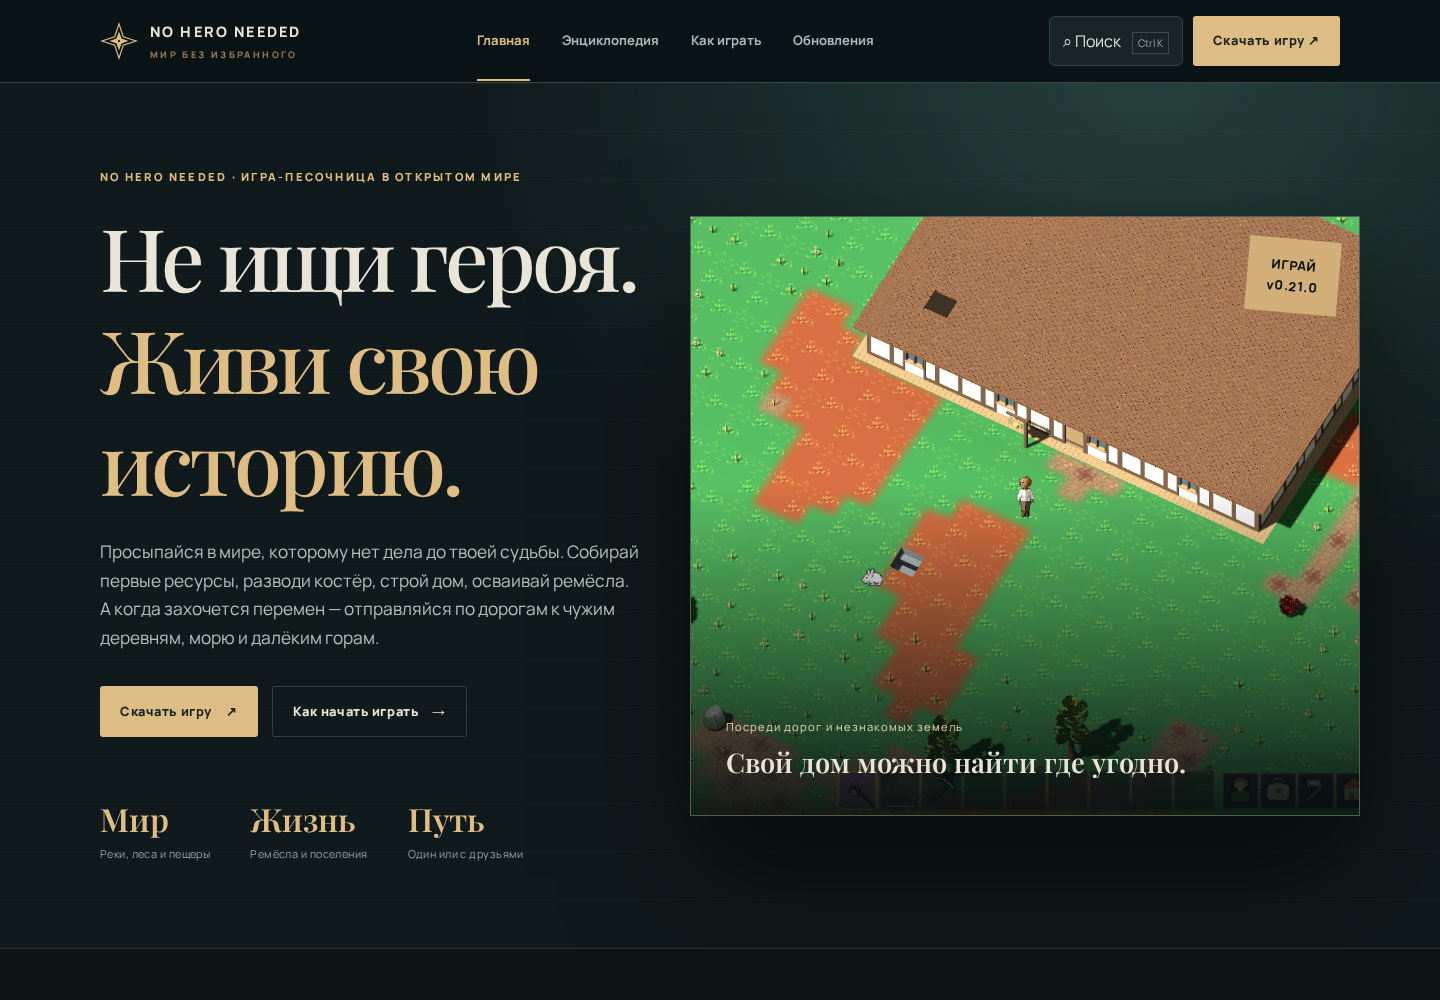 NO HERO NEEDED
МИР БЕЗ ИЗБРАННОГО
Главная
Энциклопедия
Как играть
Обновления
Поиск
Ctrl K
Скачать игру ↗
NO HERO NEEDED · ИГРА-ПЕСОЧНИЦА В ОТКРЫТОМ МИРЕ
Не ищи героя.
Живи свою
историю.
Просыпайся в мире, которому нет дела до твоей судьбы. Собирай
первые ресурсы, разводи костёр, строй дом, осваивай ремёсла.
А когда захочется перемен — отправляйся по дорогам к чужим
деревням, морю и далёким горам.
Скачать игру ↗
Как начать играть →
Мир
Реки, леса и пещеры
Жизнь
Ремёсла и поселения
Путь
Один или с друзьями
ИГРАЙ
v0.21.0
Посреди дорог и незнакомых земель
Свой дом можно найти где угодно.